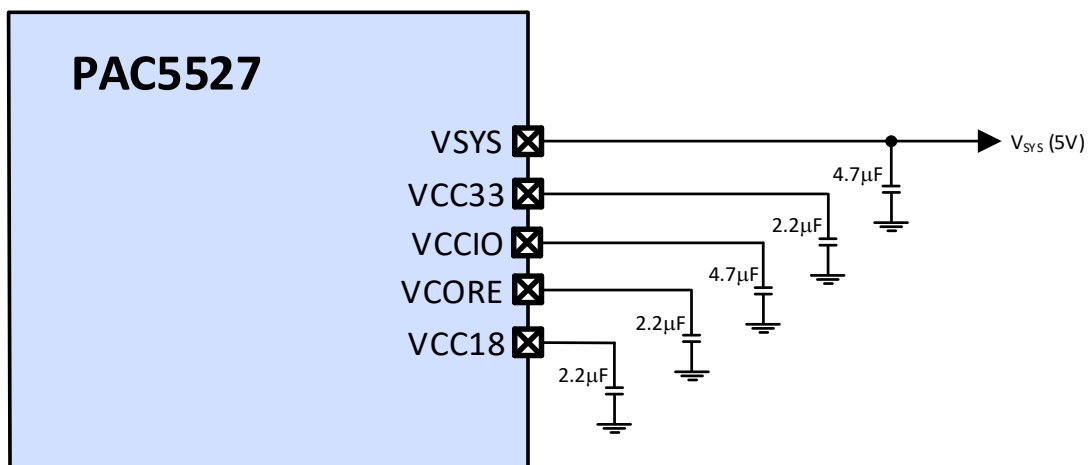 PAC5527
VSYS
V_SYS (5V)
4.7μF
VCC33
2.2μF
VCCIO
4.7μF
VCORE
2.2μF
VCC18
2.2μF